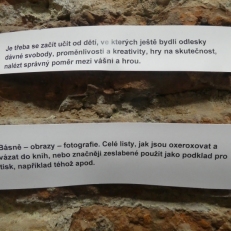 Je třeba se začít učit od dětí, ve kterých ještě bydlí odlesky
dávné svobody, proměnlivosti a kreativity, hry na skutečnost,
nalézt správný poměr mezi vášní a hrou.
Básně – obrazy – fotografie. Celé listy, jak jsou oxeroxovat a
vázat do knih, nebo značněji zeslabené použít jako podklad pro
tisk, například téhož apod.